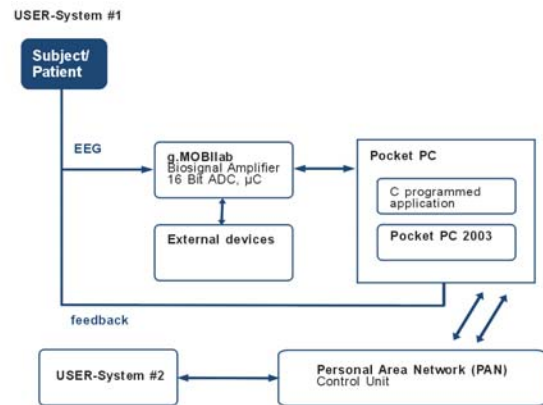 USER-System #1
Subject/
Patient
EEG
g.MOBIlab
Biosignal Amplifier
16 Bit ADC, µC
Pocket PC
C programmed
application
External devices
Pocket PC 2003
feedback
USER-System #2
Personal Area Network (PAN)
Control Unit